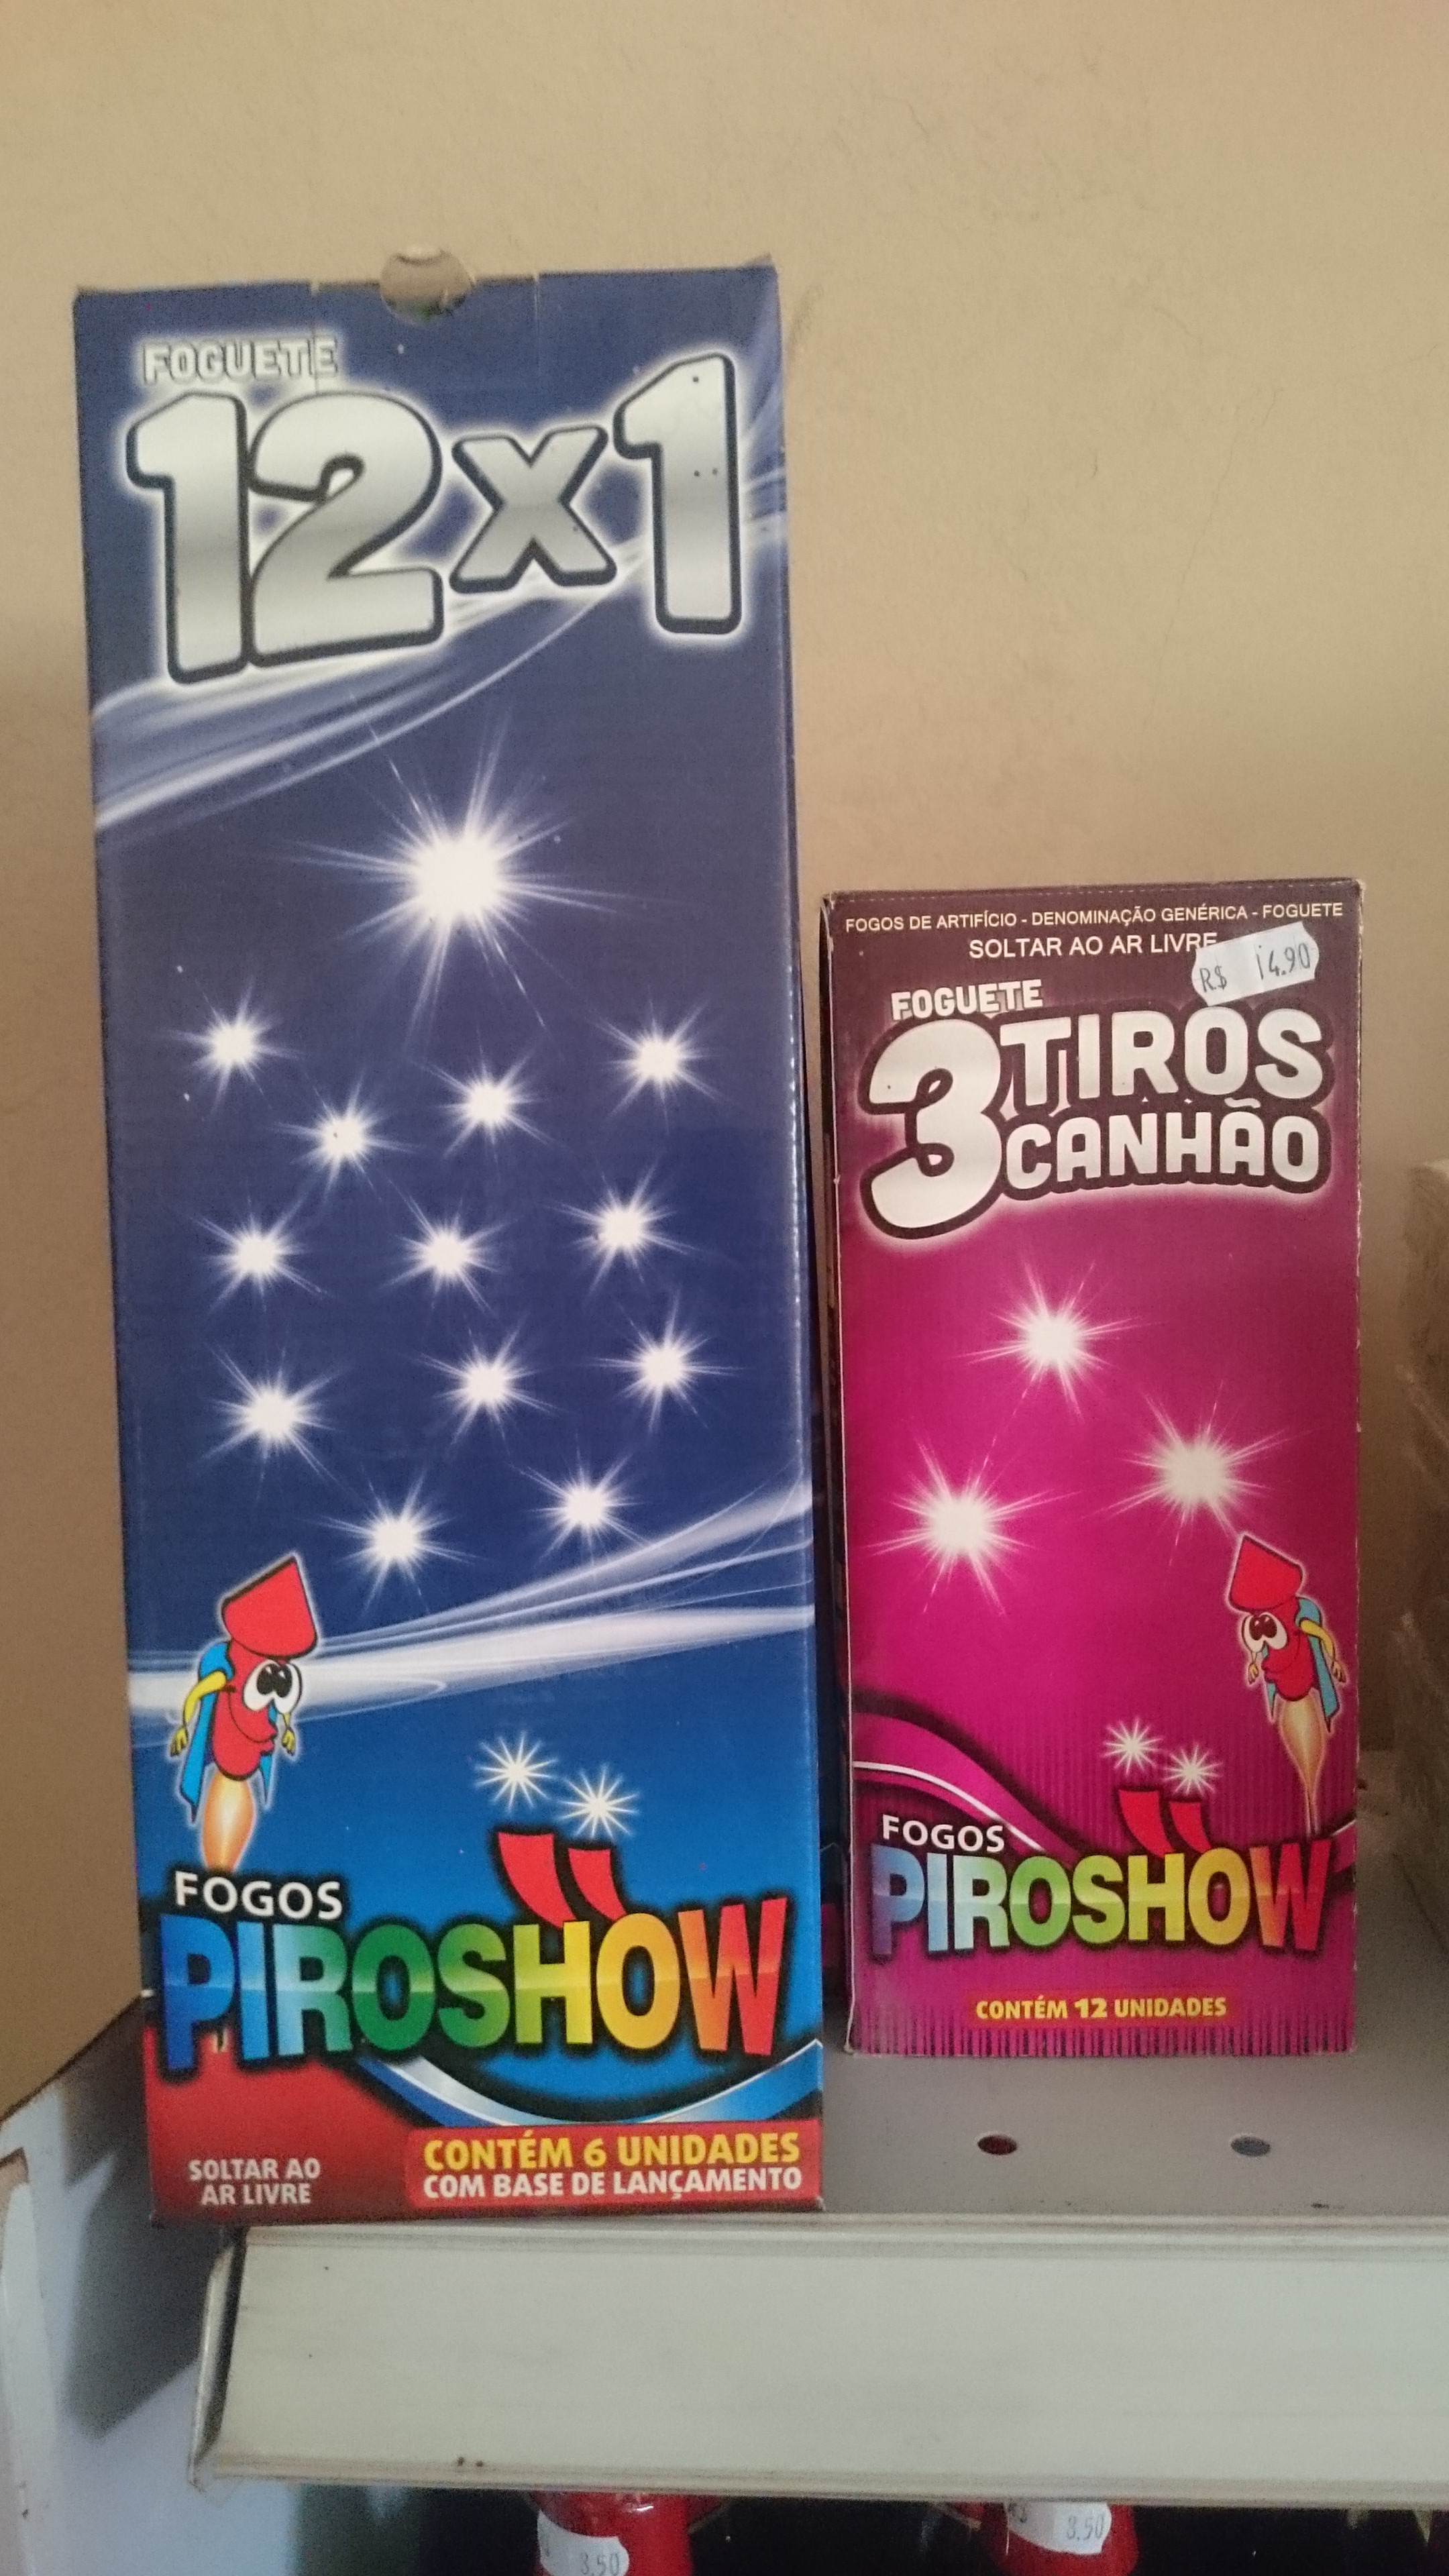 FOGUETE
12x1
FOGOS
PIROSHOW
SOLTAR AO
AR LIVRE
CONTÉM 6 UNIDADES
COM BASE DE LANÇAMENTO
FOGOS DE ARTIFÍCIO - DENOMINAÇÃO GENÉRICA - FOGUETE
SOLTAR AO AR LIVRE
R$ 14.90
FOGUETE
3 TIROS
CANHÃO
FOGOS
PIROSHOW
CONTÉM 12 UNIDADES
3.50
3.50